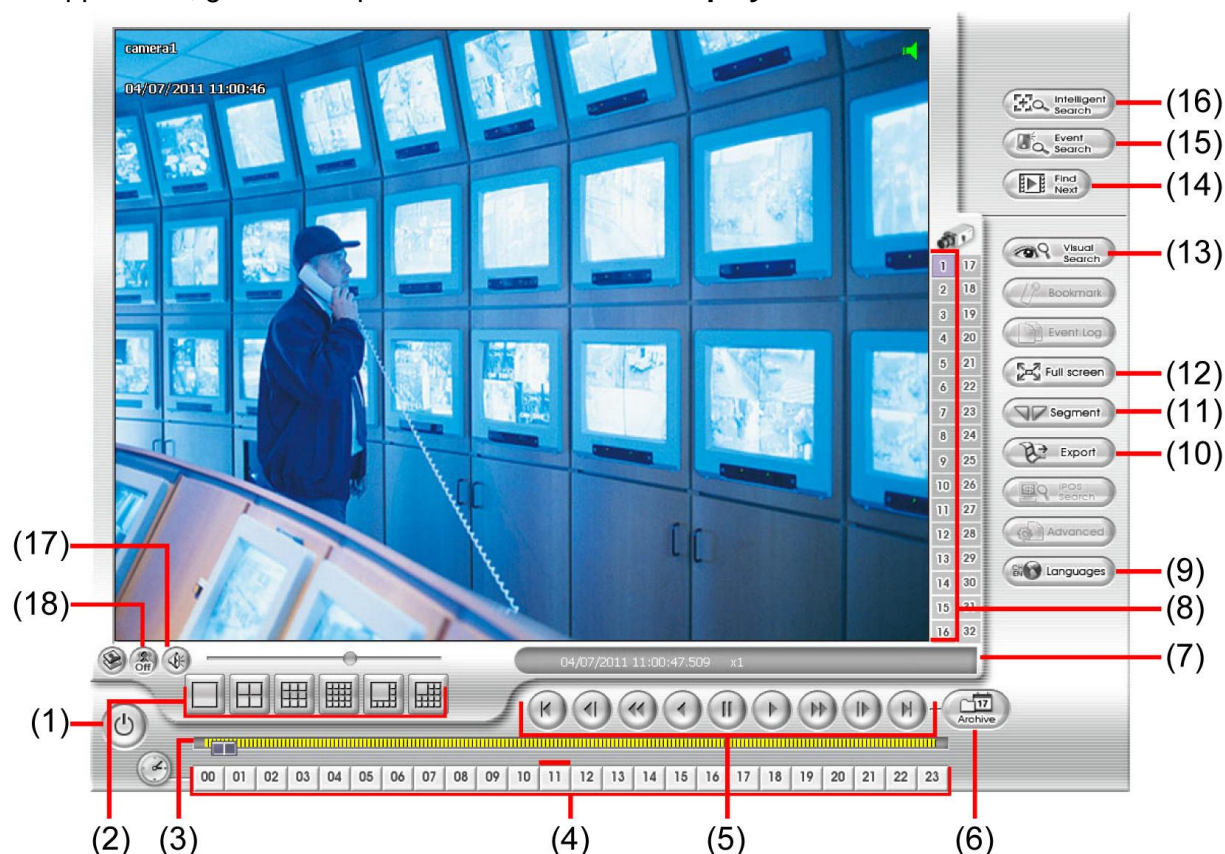 camera1
04/07/2011 11:00:46
Intelligent
Search
(16)
Event
Search
(15)
Find
Next
(14)
Visual
Search
(13)
Bookmark
Event Log
Full screen
(12)
Segment
(11)
Export
(10)
iPOS
Search
Advanced
CH
EN
Languages
(9)
1 17
2 18
3 19
4 20
5 21
6 22
7 23
8 24
9 25
10 26
11 27
12 28
13 29
14 30
15 31
16 32
(8)
(17)
(18)
Off
04/07/2011 11:00:47.509 x1
(7)
(1)
17
Archive
(3)
00 01 02 03 04 05 06 07 08 09 10 11 12 13 14 15 16 17 18 19 20 21 22 23
(2) (4) (5) (6)